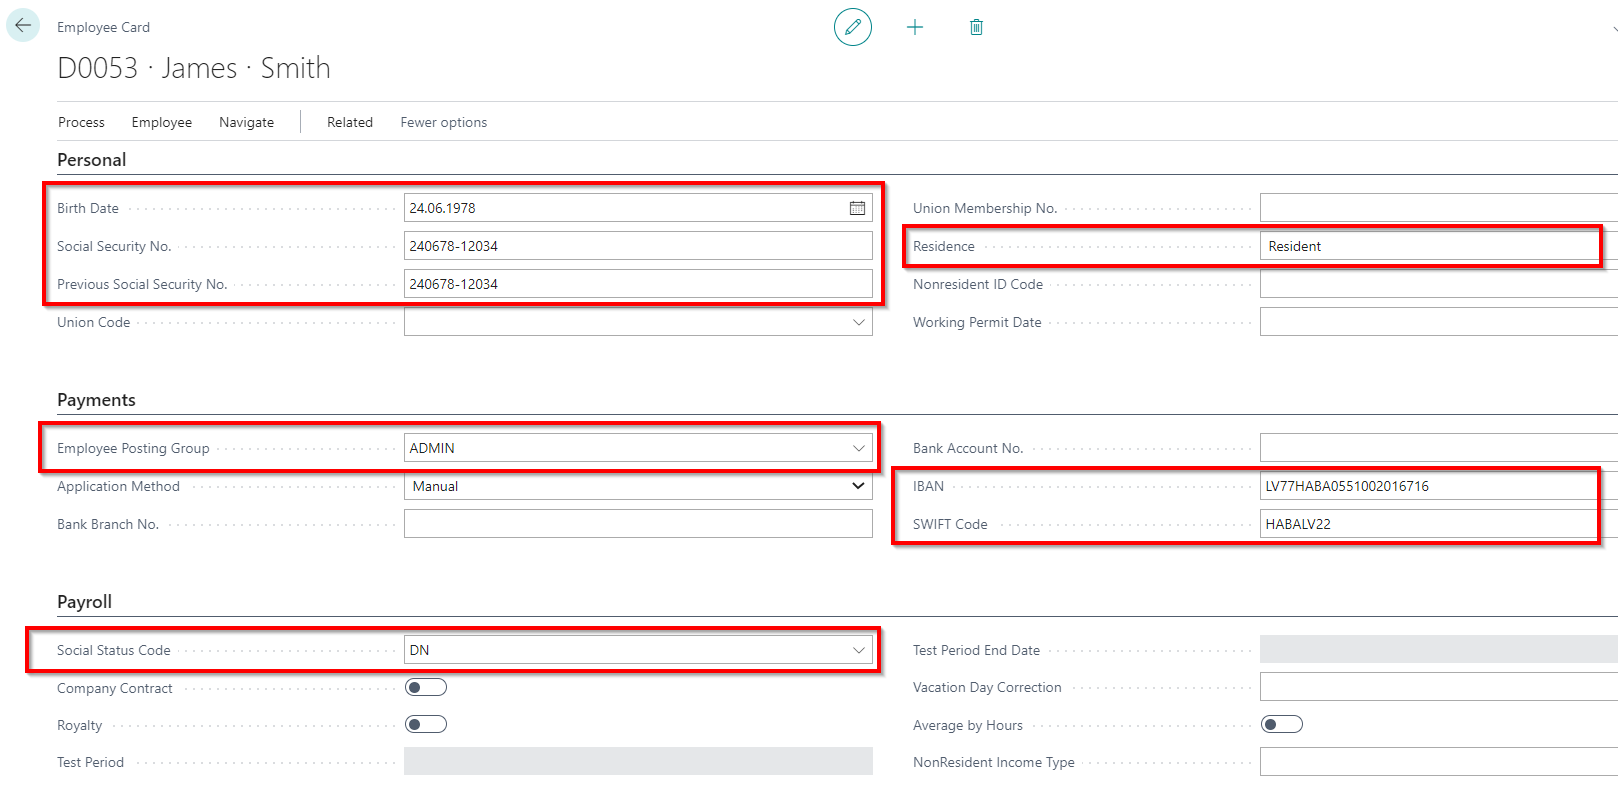 Employee Card
D0053 · James · Smith
Process Employee Navigate Related Fewer options
Personal
Birth Date 24.06.1978
Social Security No. 240678-12034
Previous Social Security No. 240678-12034
Union Code
Union Membership No.
Residence Resident
Nonresident ID Code
Working Permit Date
Payments
Employee Posting Group ADMIN
Application Method Manual
Bank Branch No.
Bank Account No.
IBAN LV77HABA0551002016716
SWIFT Code HABALV22
Payroll
Social Status Code DN
Company Contract
Royalty
Test Period
Test Period End Date
Vacation Day Correction
Average by Hours
NonResident Income Type